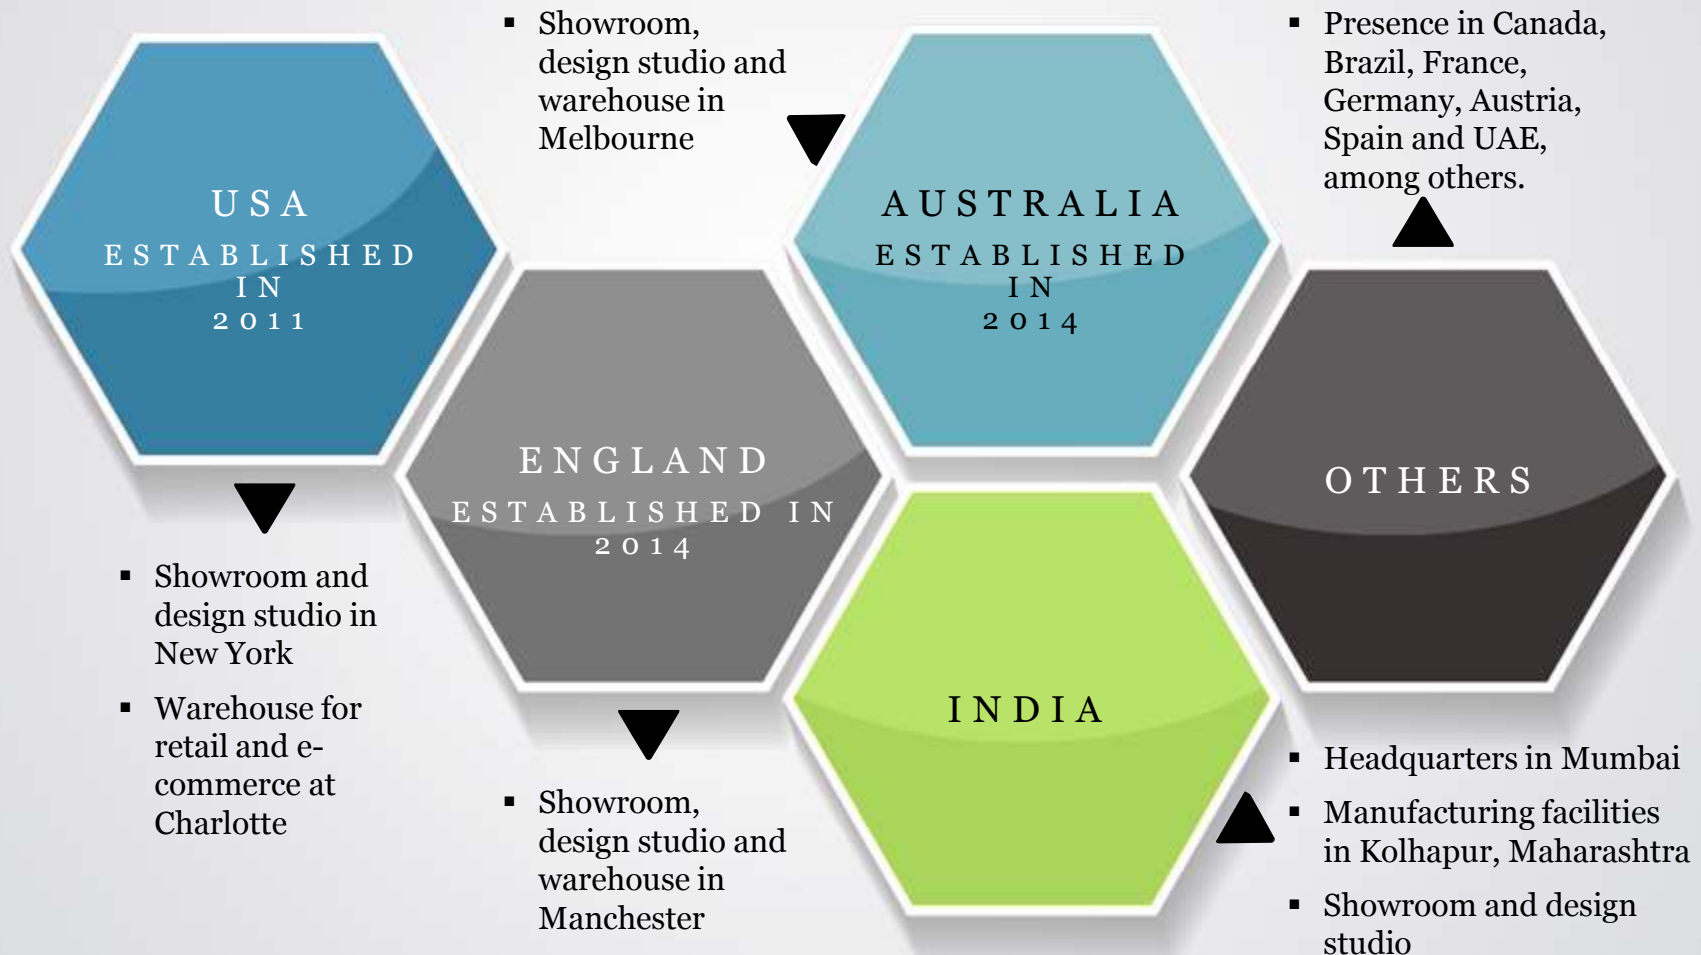 USA
ESTABLISHED
IN
2011
▪ Showroom and
design studio in
New York
▪ Warehouse for
retail and e-
commerce at
Charlotte
ENGLAND
ESTABLISHED IN
2014
▪ Showroom,
design studio and
warehouse in
Manchester
▪ Showroom,
design studio and
warehouse in
Melbourne
AUSTRALIA
ESTABLISHED
IN
2014
INDIA
▪ Headquarters in Mumbai
▪ Manufacturing facilities
in Kolhapur, Maharashtra
▪ Showroom and design
studio
▪ Presence in Canada,
Brazil, France,
Germany, Austria,
Spain and UAE,
among others.
OTHERS